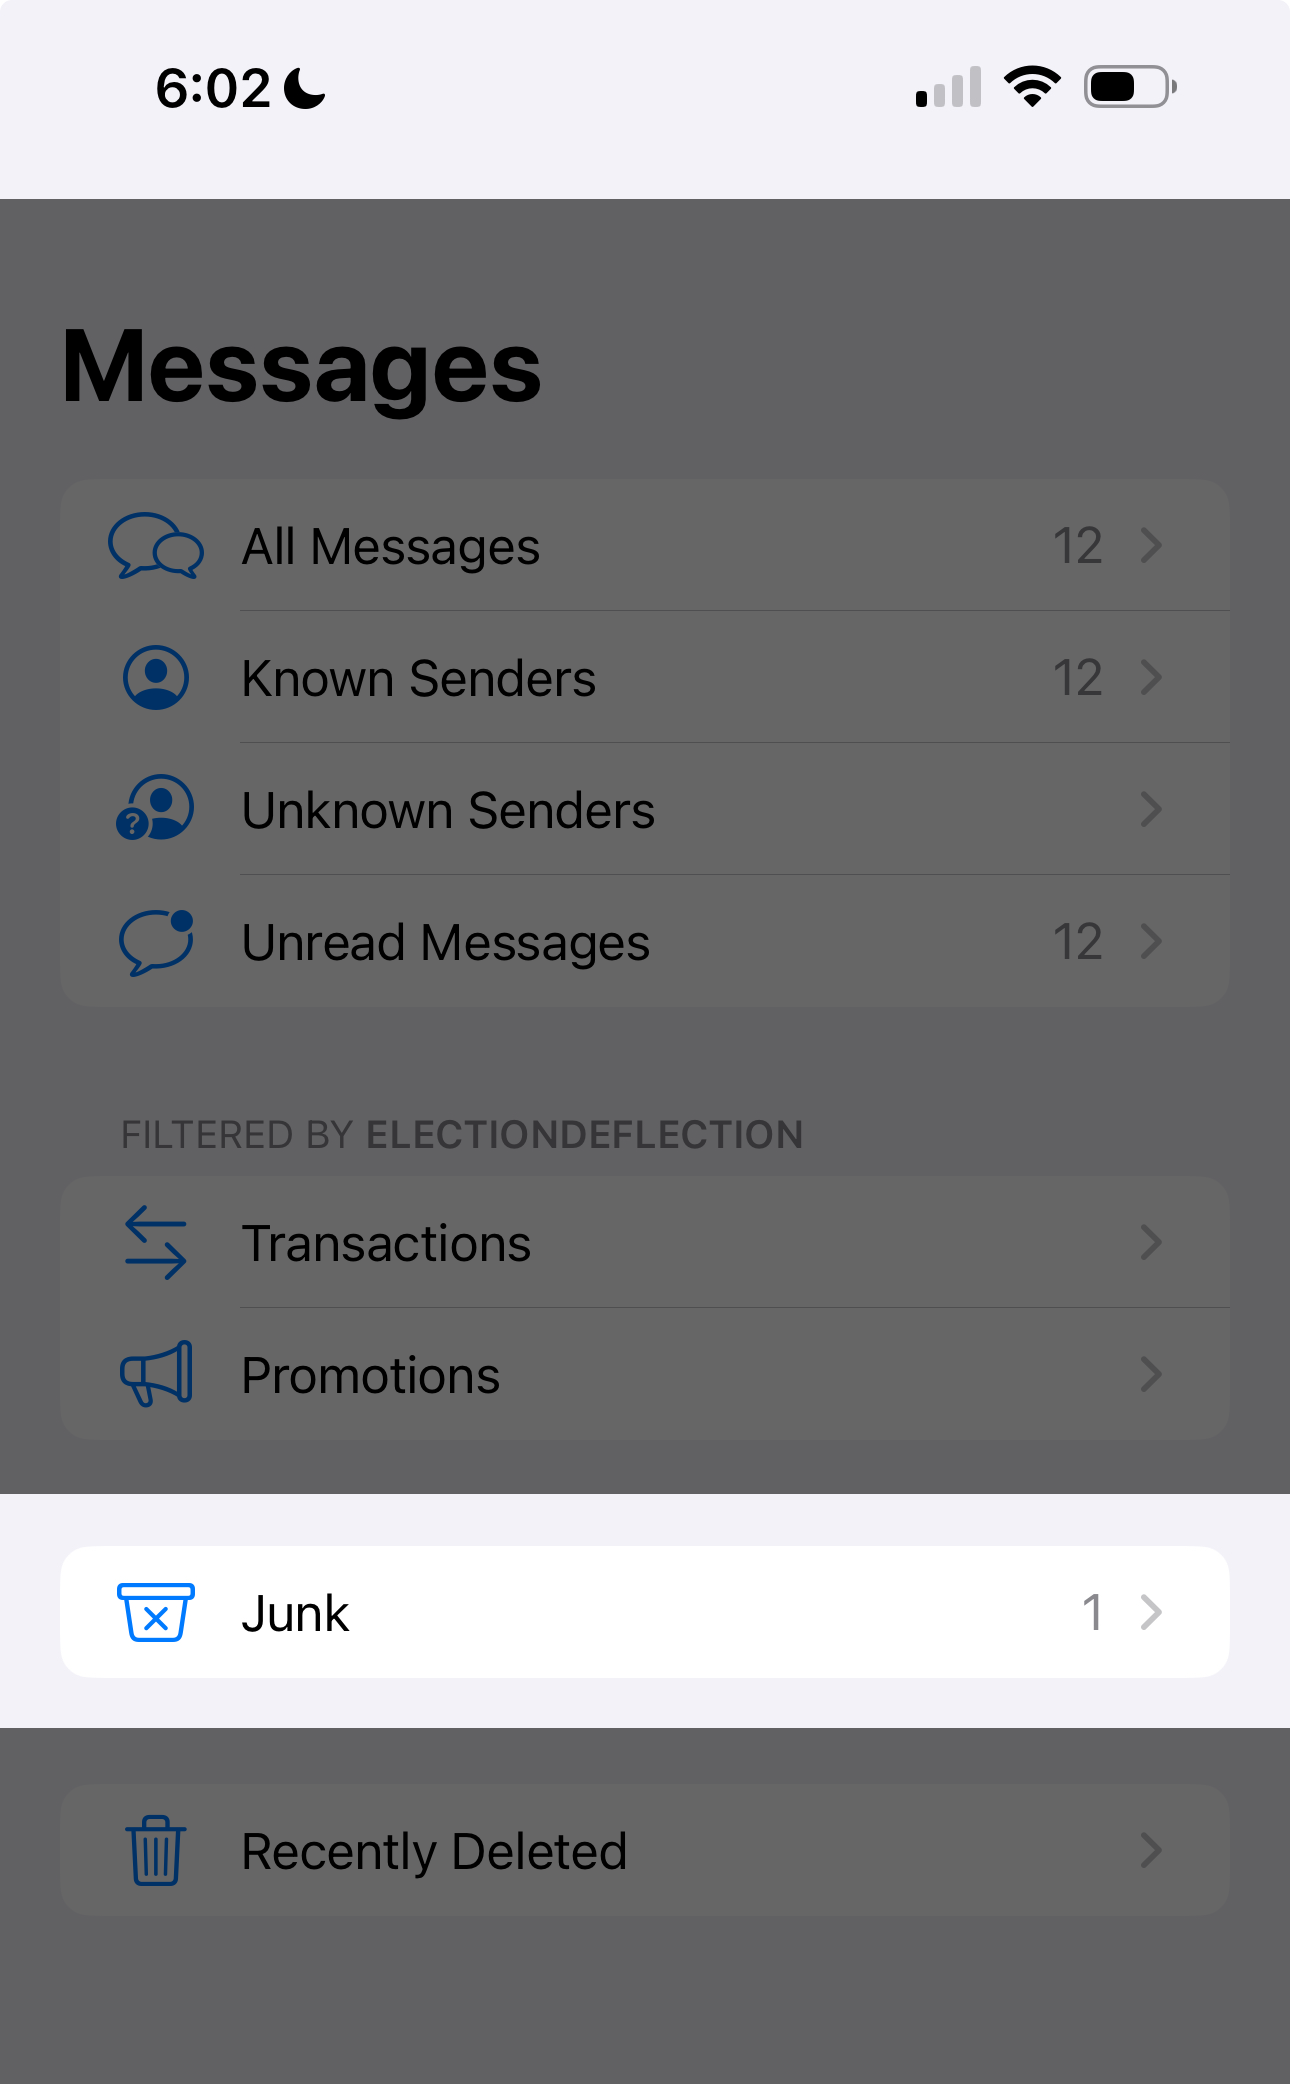 6:02
Messages
All Messages 12
Known Senders 12
? Unknown Senders
Unread Messages 12
FILTERED BY ELECTIONDEFLECTION
Transactions
Promotions
Junk 1
Recently Deleted